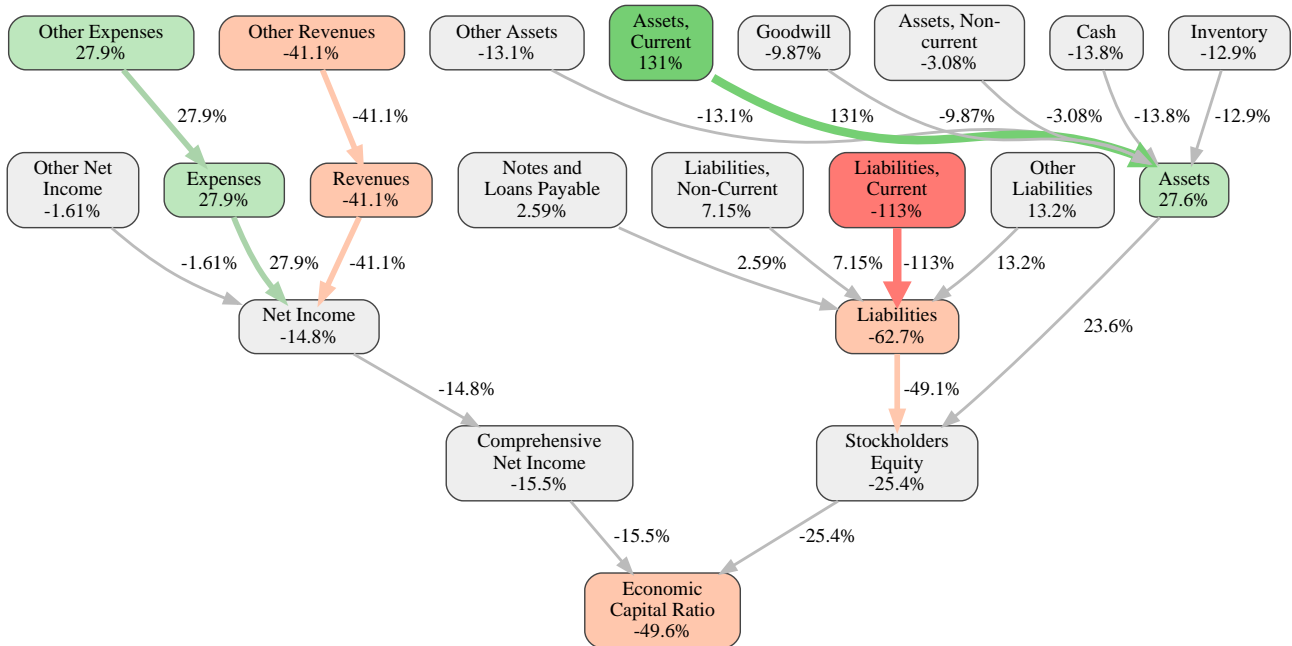 Other Expenses
27.9%
Other Revenues
-41.1%
Other Assets
-13.1%
Assets,
Current
131%
Goodwill
-9.87%
Assets, Non-
current
-3.08%
Cash
-13.8%
Inventory
-12.9%
27.9%
-41.1%
-13.1%
131%
-9.87%
-3.08%
-13.8%
-12.9%
Other Net
Income
-1.61%
Expenses
27.9%
Revenues
-41.1%
Notes and
Loans Payable
2.59%
Liabilities,
Non-Current
7.15%
Liabilities,
Current
-113%
Other
Liabilities
13.2%
Assets
27.6%
-1.61%
27.9%
-41.1%
2.59%
7.15%
-113%
13.2%
Net Income
-14.8%
Liabilities
-62.7%
23.6%
-14.8%
-49.1%
Comprehensive
Net Income
-15.5%
Stockholders
Equity
-25.4%
-15.5%
-25.4%
Economic
Capital Ratio
-49.6%